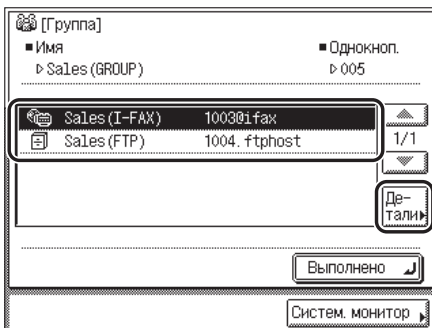 [Группа]
■Имя ■Однокноп.
▷Sales(GROUP) ▷005
Sales(I-FAX) 1003@ifax
Sales(FTP) 1004.ftphost
1/1
Де-
тали▸
Выполнено
Систем. монитор